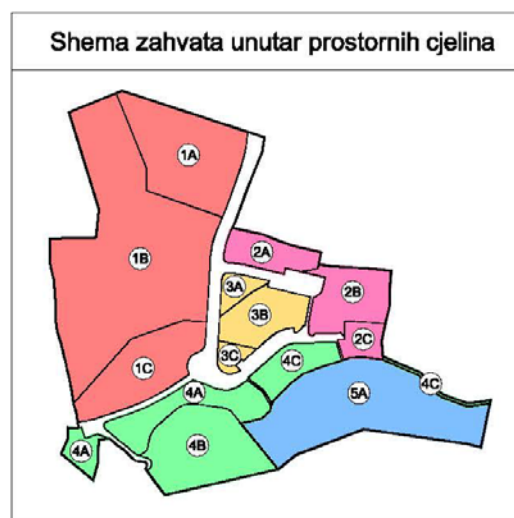 Shema zahvata unutar prostornih cjelina
1A
1B
2A
3A
2B
3B
2C
3C
4C
1C
4A
5A
4C
4B
4A